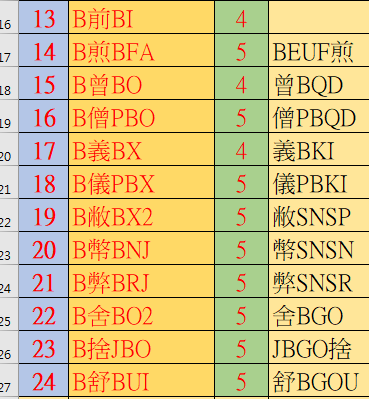 16 13 B前BI 4
17 14 B煎BFA 5 BEUF煎
18 15 B曾BO 4 曾BQD
19 16 B僧PBO 5 僧PBQD
20 17 B義BX 4 義BKI
21 18 B儀PBX 5 儀PBKI
22 19 B敝BX2 5 敝SNSP
23 20 B幣BNJ 5 幣SNSN
24 21 B弊BRJ 5 弊SNSR
25 22 B舍BO2 5 舍BGO
26 23 B捨JBO 5 JBGO捨
27 24 B舒BUI 5 舒BGOU